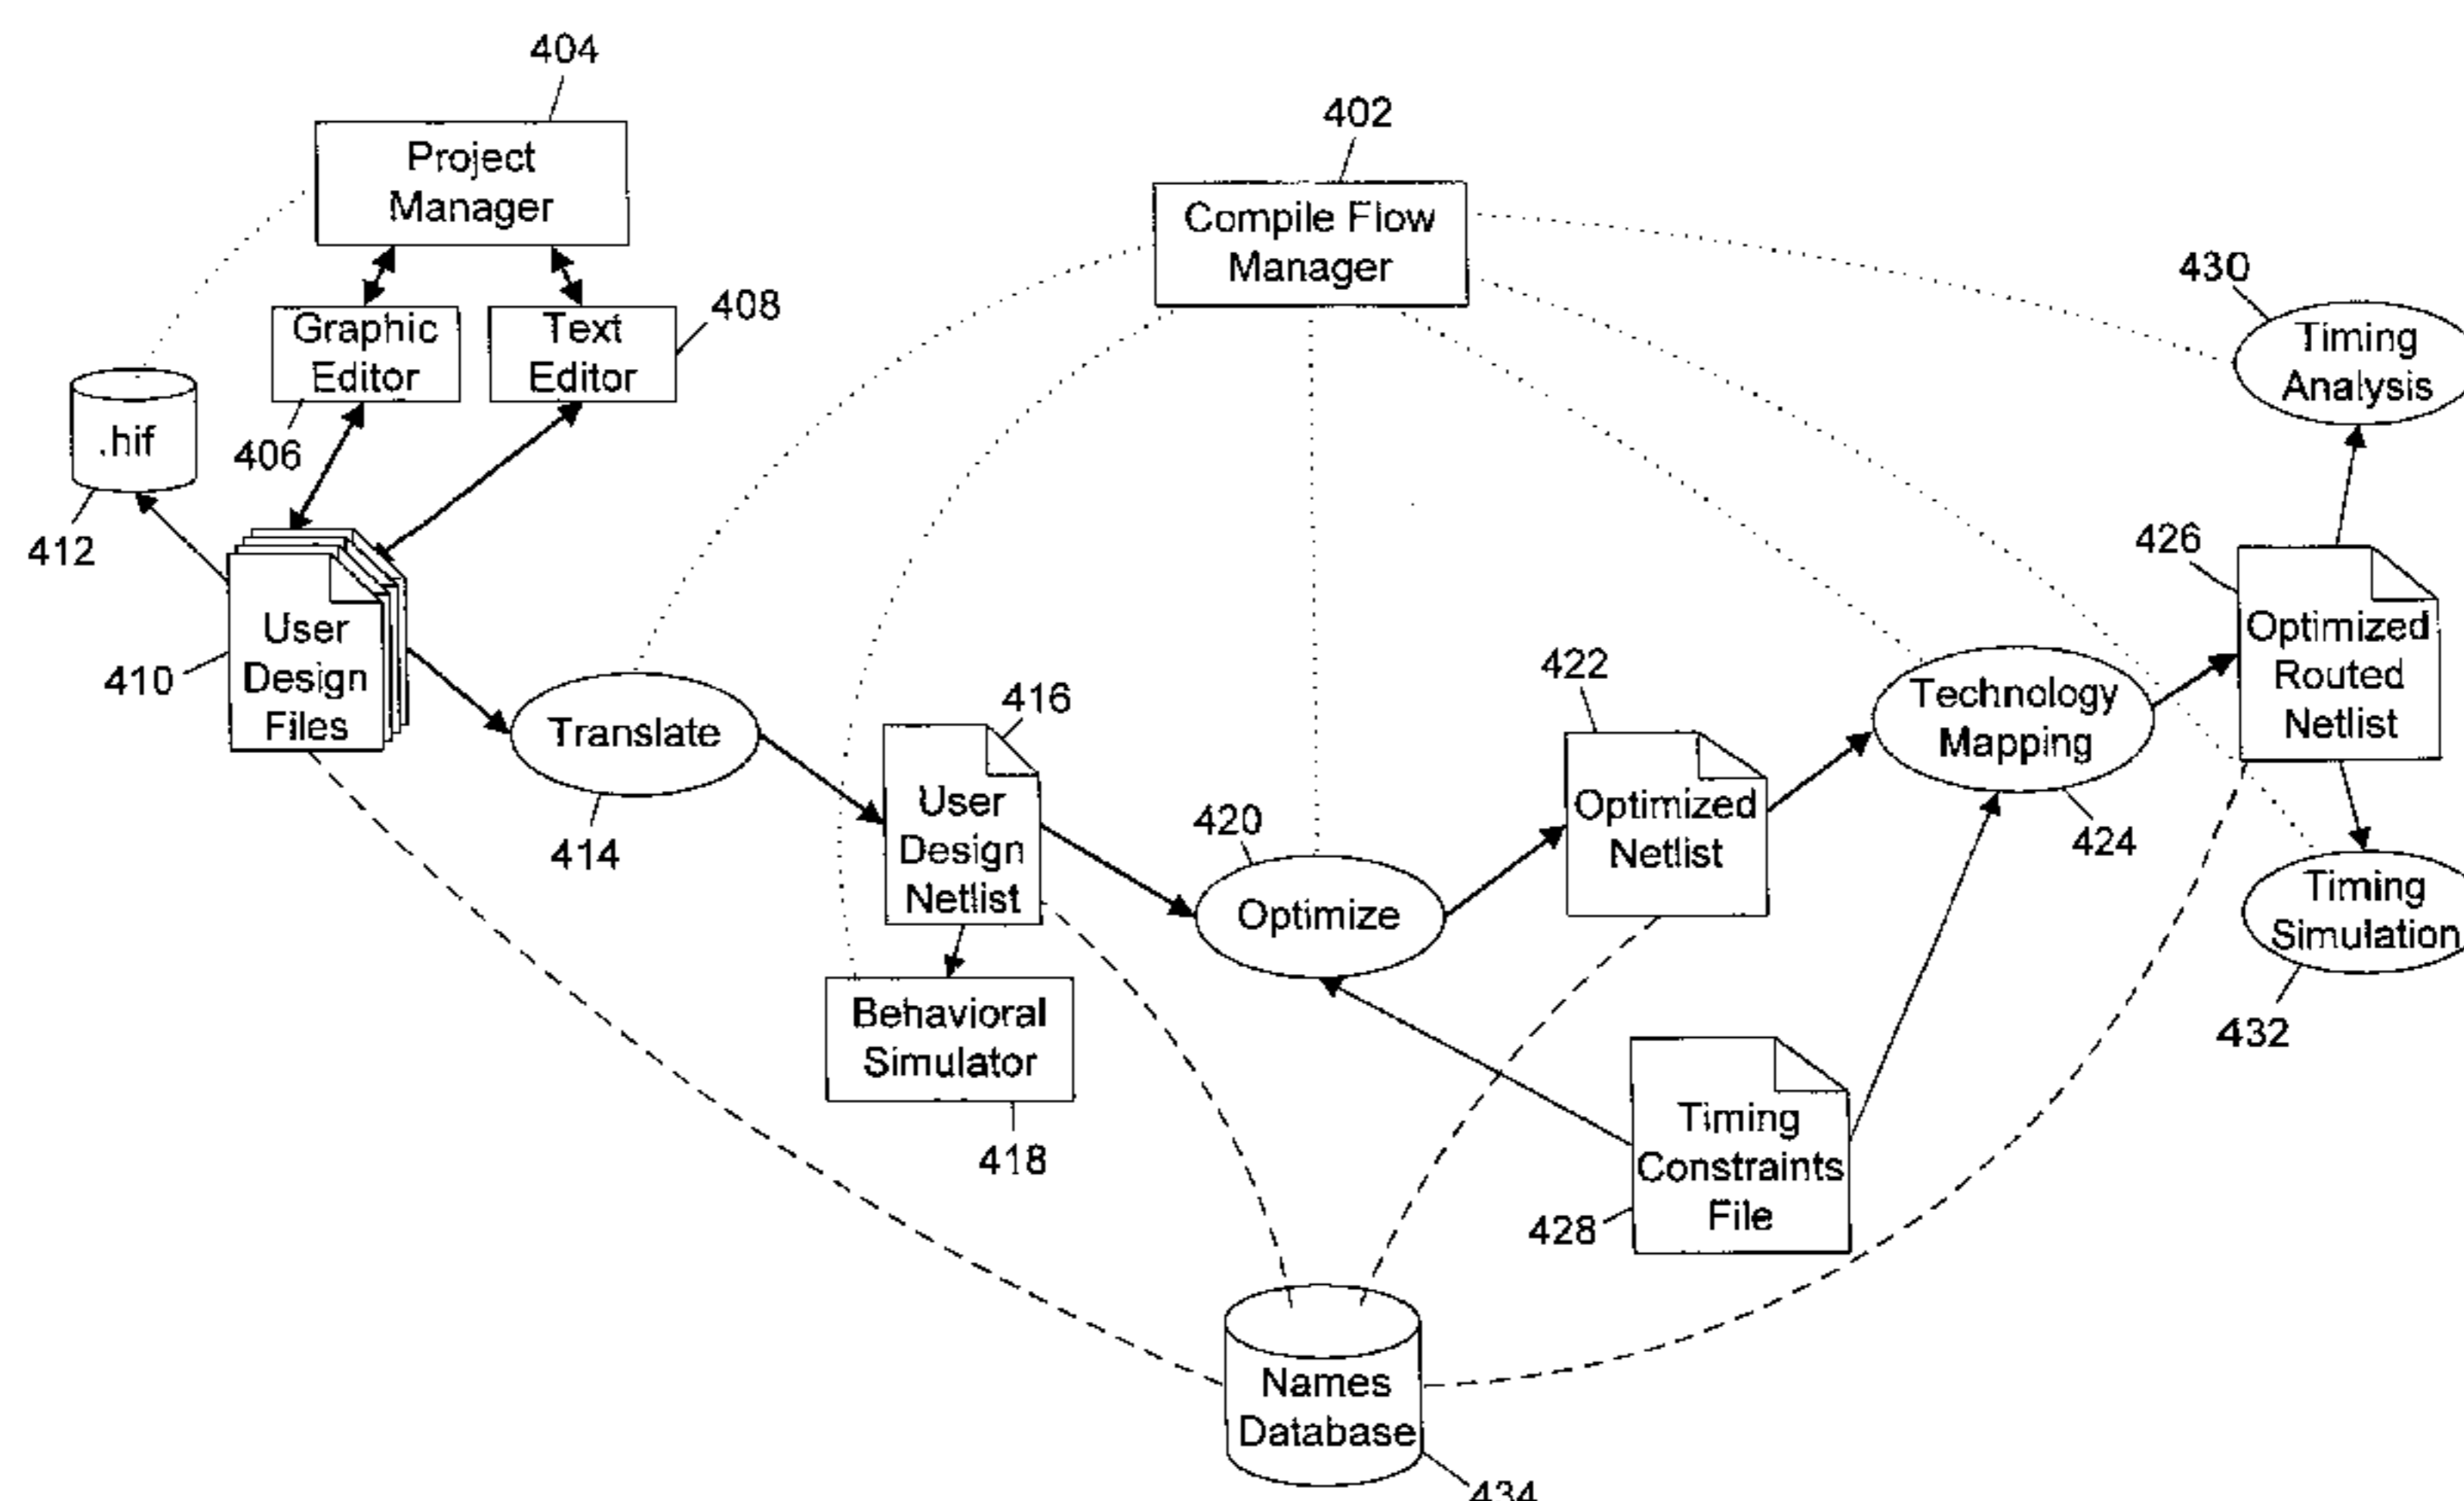 404
Project
Manager
402
Compile Flow
Manager
430
Timing
Analysis
Graphic
Editor
406
Text
Editor
408
.hif
412
User
Design
Files
410
Translate
414
416
User
Design
Netlist
Behavioral
Simulator
418
420
Optimize
422
Optimized
Netlist
Technology
Mapping
424
426
Optimized
Routed
Netlist
Timing
Simulation
432
Timing
Constraints
File
428
Names
Database
434